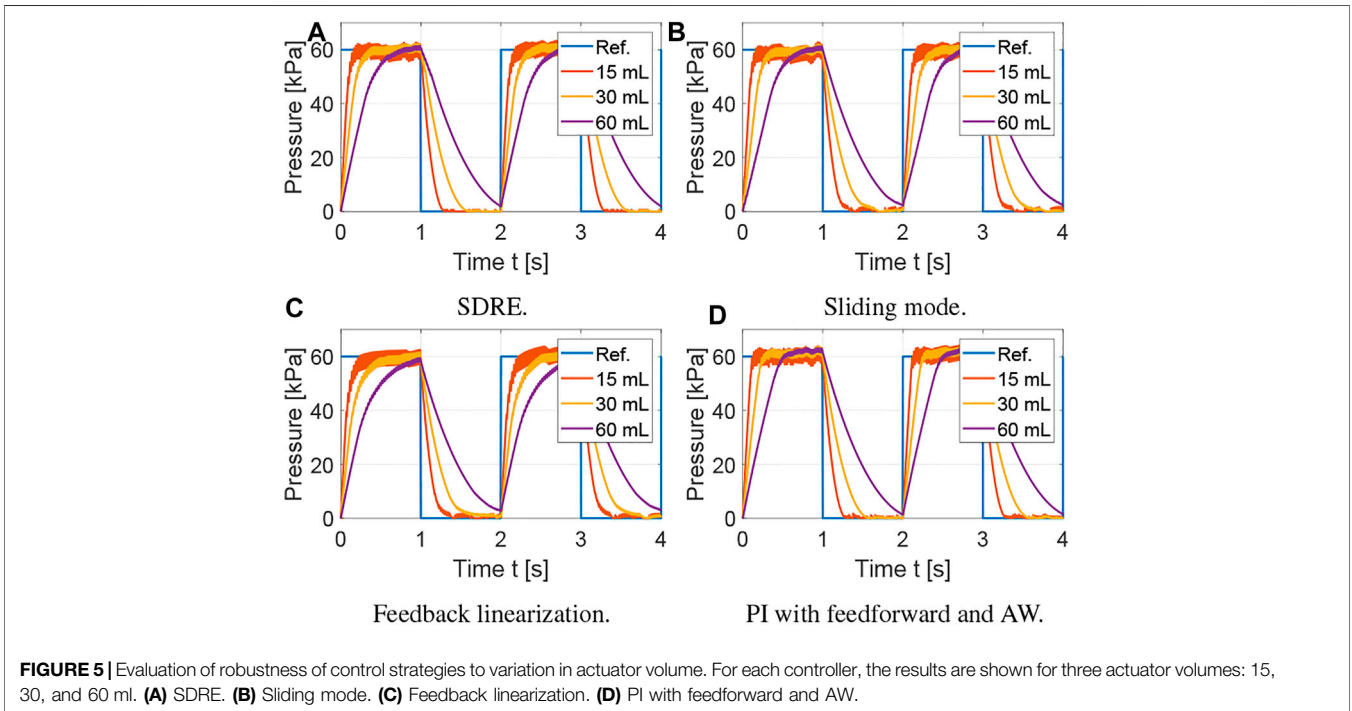 A
Pressure [kPa]
60
40
20
0
0 1 2 3 4
Time t [s]
Ref.
15 mL
30 mL
60 mL
SDRE.
B
Pressure [kPa]
60
40
20
0
0 1 2 3 4
Time t [s]
Ref.
15 mL
30 mL
60 mL
Sliding mode.
C
Pressure [kPa]
60
40
20
0
0 1 2 3 4
Time t [s]
Ref.
15 mL
30 mL
60 mL
Feedback linearization.
D
Pressure [kPa]
60
40
20
0
0 1 2 3 4
Time t [s]
Ref.
15 mL
30 mL
60 mL
PI with feedforward and AW.
FIGURE 5 | Evaluation of robustness of control strategies to variation in actuator volume. For each controller, the results are shown for three actuator volumes: 15,
30, and 60 ml. (A) SDRE. (B) Sliding mode. (C) Feedback linearization. (D) PI with feedforward and AW.